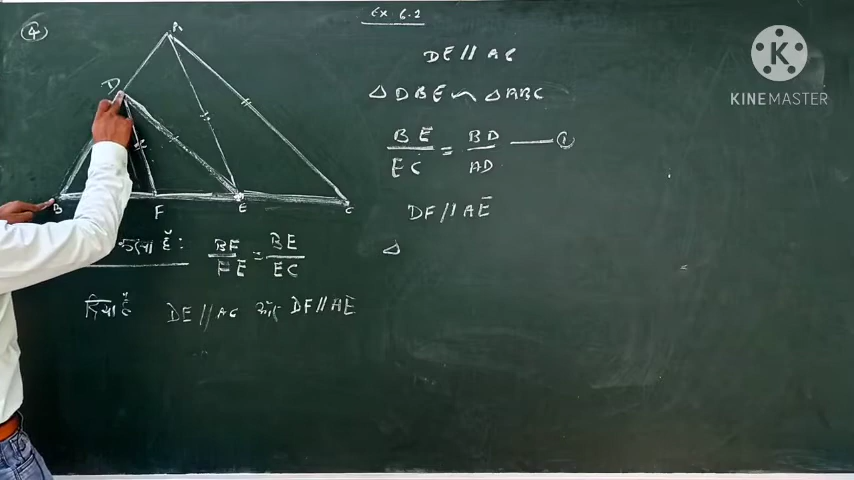 Ex 6.2
4
A
D
B F E C
है: BF/FE = BE/EC
दिया है DE // AC और DF // AE
DE // AC
△DBE ∽ △ABC
BE/EC = BD/AD — ①
DF // AE
△
K
KINEMASTER